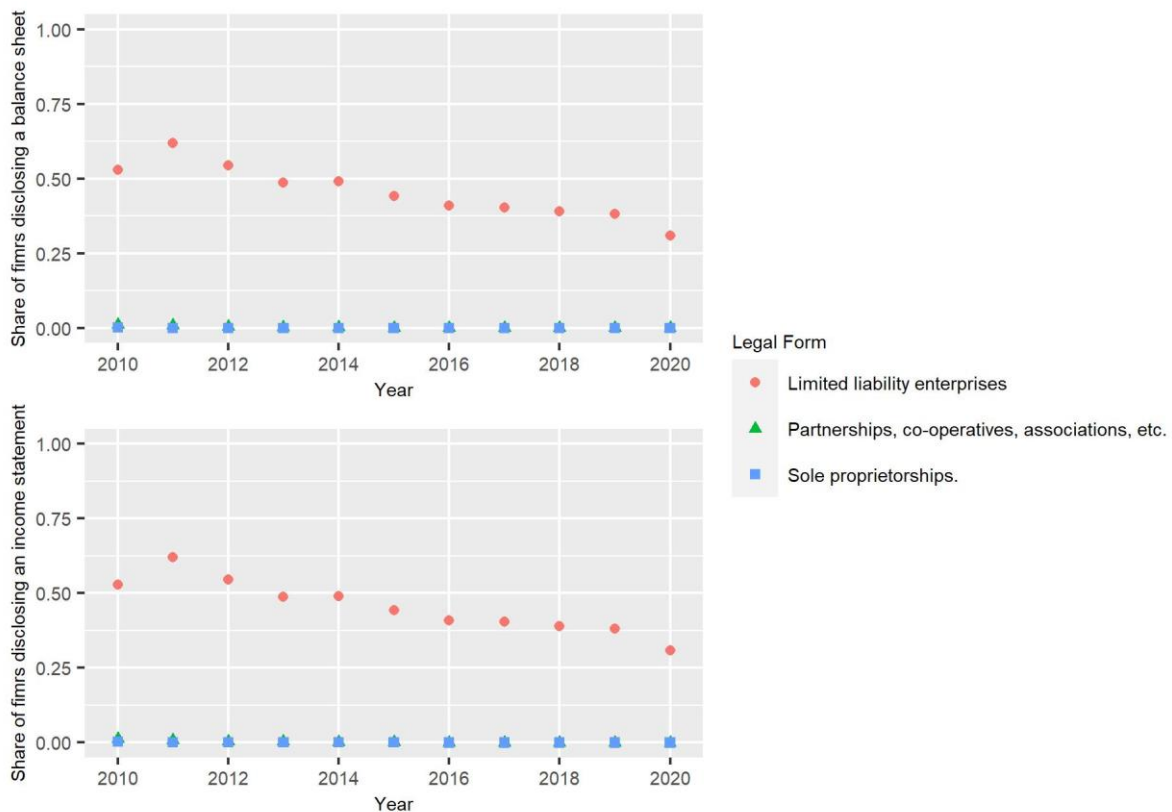 Share of fimrs disclosing a balance sheet
1.00
0.75
0.50
0.25
0.00
2010 2012 2014 2016 2018 2020
Year
Share of fimrs disclosing an income statement
1.00
0.75
0.50
0.25
0.00
2010 2012 2014 2016 2018 2020
Year
Legal Form
Limited liability enterprises
Partnerships, co-operatives, associations, etc.
Sole proprietorships.